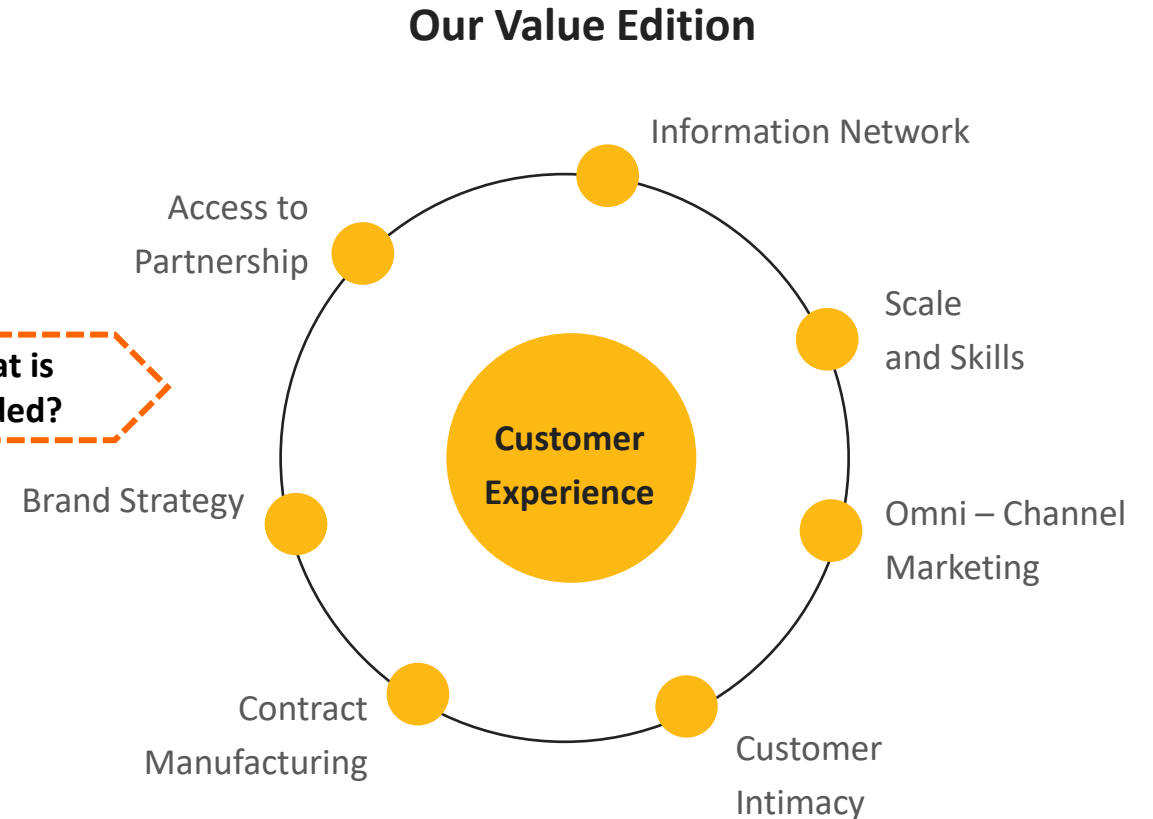 Our Value Edition
Information Network
Access to
Partnership
Scale
and Skills
is
Customer
Experience
Brand Strategy
Omni – Channel
Marketing
Contract
Manufacturing
Customer
Intimacy